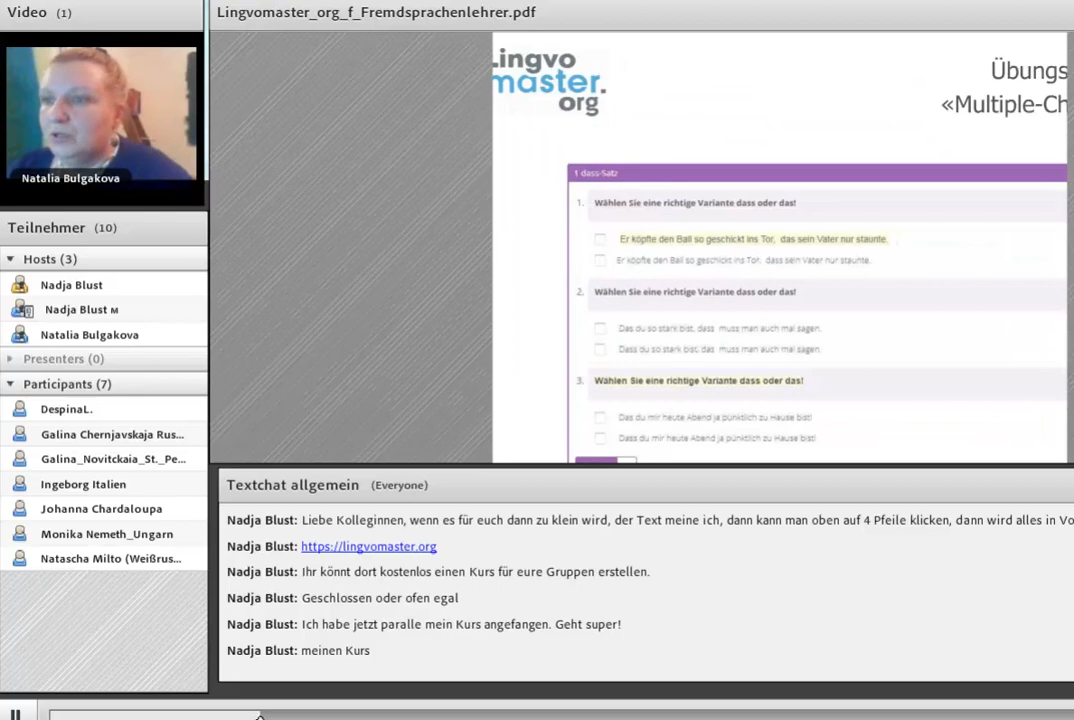 Video (1)
Natalia Bulgakova
Teilnehmer (10)
Hosts (3)
Nadja Blust
Nadja Blust м
Natalia Bulgakova
Presenters (0)
Participants (7)
DespinaL.
Galina Chernjavskaja Rus...
Galina_Novitckaia_St._Pe...
Ingeborg Italien
Johanna Chardaloupa
Monika Nemeth_Ungarn
Natascha Milto (Weißrus...
Lingvomaster_org_f_Fremdsprachenlehrer.pdf
Lingvo
master.
org
Übungs
«Multiple-Ch
1 dass-Satz
1. Wählen Sie eine richtige Variante dass oder das!
Er köpfte den Ball so geschickt ins Tor, das sein Vater nur staunte.
Er köpfte den Ball so geschickt ins Tor, dass sein Vater nur staunte.
2. Wählen Sie eine richtige Variante dass oder das!
Das du so stark bist, dass muss man auch mal sagen.
Dass du so stark bist, das muss man auch mal sagen.
3. Wählen Sie eine richtige Variante dass oder das!
Das du mir heute Abend ja pünktlich zu Hause bist!
Dass du mir heute Abend ja pünktlich zu Hause bist!
Textchat allgemein (Everyone)
Nadja Blust: Liebe Kolleginnen, wenn es für euch dann zu klein wird, der Text meine ich, dann kann man oben auf 4 Pfeile klicken, dann wird alles in Vo
Nadja Blust: https://lingvomaster.org
Nadja Blust: Ihr könnt dort kostenlos einen Kurs für eure Gruppen erstellen.
Nadja Blust: Geschlossen oder ofen egal
Nadja Blust: Ich habe jetzt paralle mein Kurs angefangen. Geht super!
Nadja Blust: meinen Kurs